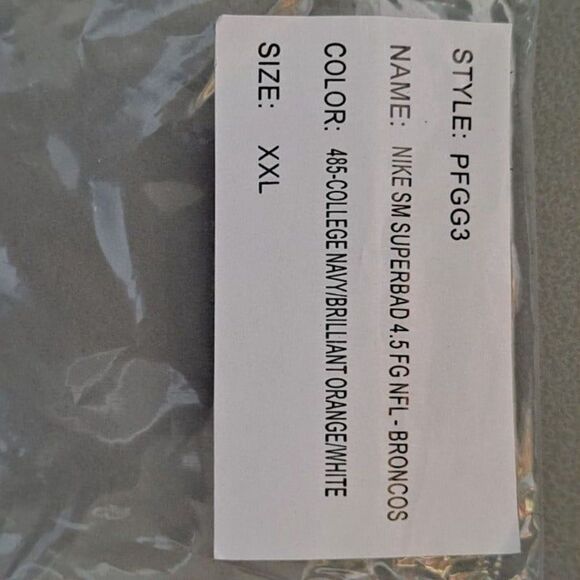 STYLE: PFGG3
NAME: NIKE SM SUPERBAD 4.5 FG NFL - BRONCOS
COLOR: 485-COLLEGE NAVY/BRILLIANT ORANGE/WHITE
SIZE: XXL